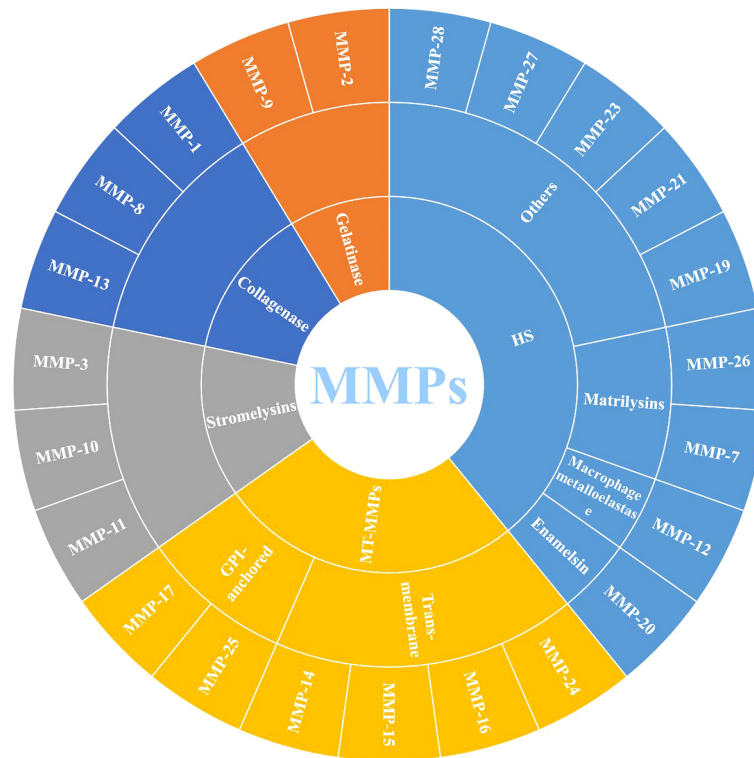 MMPs
HS
Others
MMP-28
MMP-27
MMP-23
MMP-21
MMP-19
Matrilysins
MMP-26
MMP-7
Macrophage
metalloelastas
e
MMP-12
Enamelsin
MMP-20
MT-MMPs
Trans-
membrane
MMP-24
MMP-16
MMP-15
MMP-14
GPI-
anchored
MMP-25
MMP-17
Stromelysins
MMP-11
MMP-10
MMP-3
Collagenase
MMP-13
MMP-8
MMP-1
Gelatinase
MMP-9
MMP-2